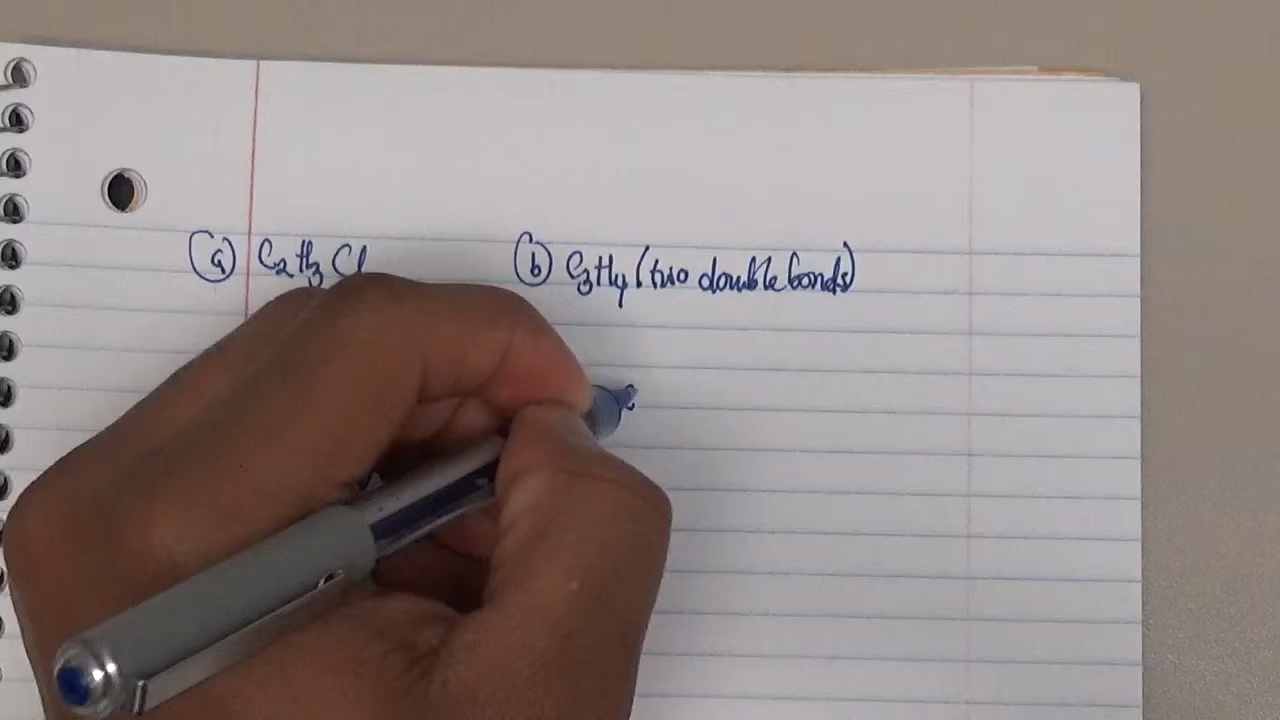 (a) C₂H₃Cl (b) C₃H₄ (two double bonds)